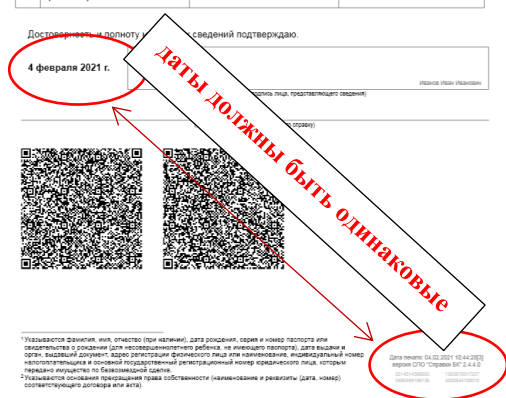 Достоверность и полноту сведений подтверждаю.
4 февраля 2021 г.
Иванов Иван Иванович
подпись лица, представляющего сведения)
справку)
даты должны быть одинаковые
¹ Указываются фамилия, имя, отчество (при наличии), дата рождения, серия и номер паспорта или
свидетельства о рождении (для несовершеннолетнего ребенка, не имеющего паспорта), дата выдачи и
орган, выдавший документ, адрес регистрации физического лица или наименование, индивидуальный номер
налогоплательщика и основной государственный регистрационный номер юридического лица, которым
передано имущество по безвозмездной сделке.
² Указываются основания прекращения права собственности (наименование и реквизиты (дата, номер)
соответствующего договора или акта).
Дата печати: 04.02.2021 10:44:28[3]
версия СПО "Справки БК" 2.4.4.0